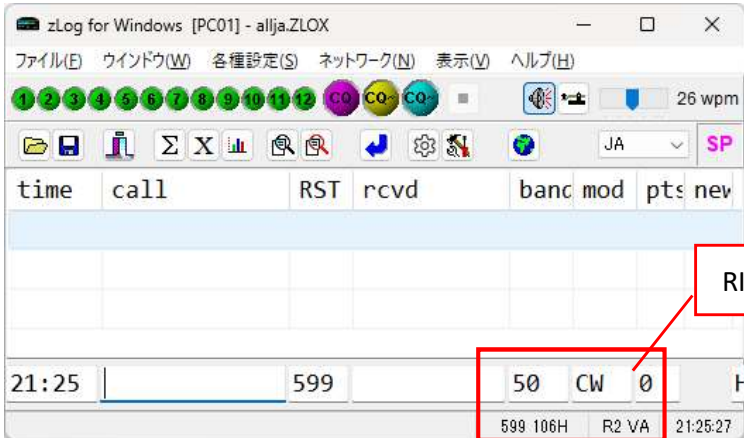 zLog for Windows [PC01] - allja.ZLOX
ファイル(F) ウインドウ(W) 各種設定(S) ネットワーク(N) 表示(V) ヘルプ(H)
1 2 3 4 5 6 7 8 9 10 11 12 CQ CQ~ CQ~ 26 wpm
Σ X JA SP
time call RST rcvd band mod pts new
RI
21:25 599 50 CW 0 H
599 106H R2 VA 21:25:27